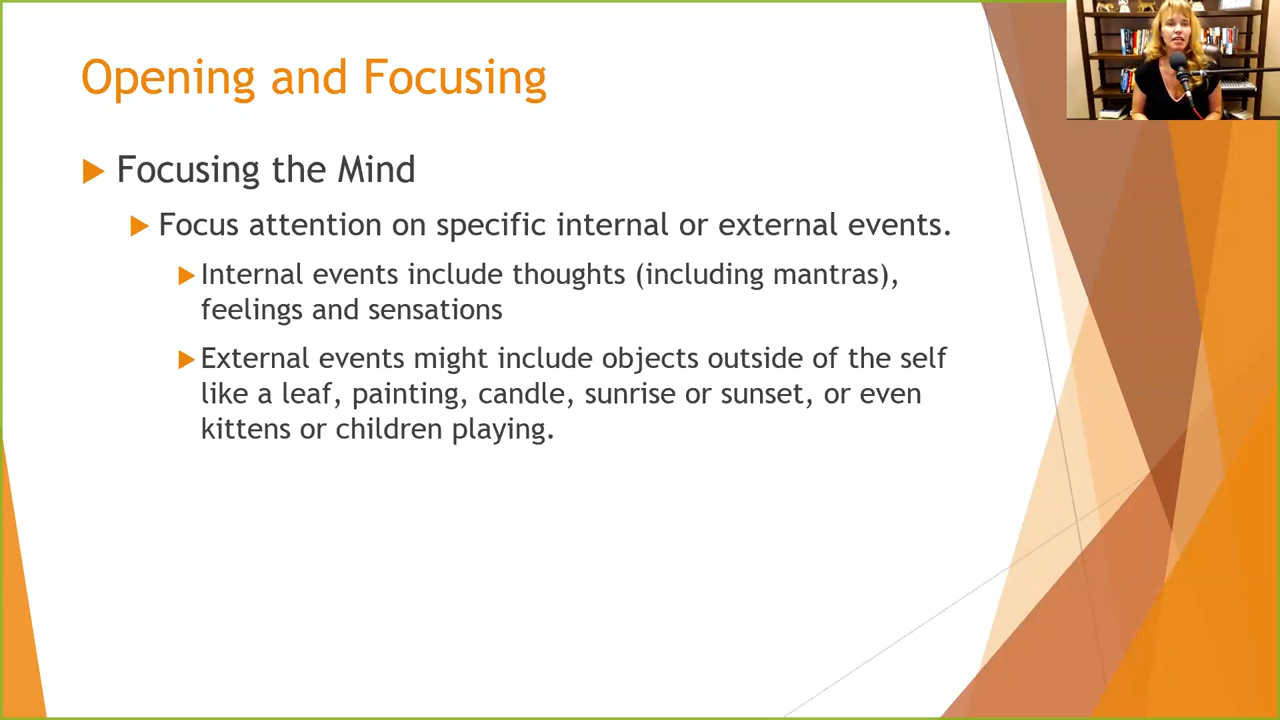 Opening and Focusing
Focusing the Mind
Focus attention on specific internal or external events.
Internal events include thoughts (including mantras),
feelings and sensations
External events might include objects outside of the self
like a leaf, painting, candle, sunrise or sunset, or even
kittens or children playing.